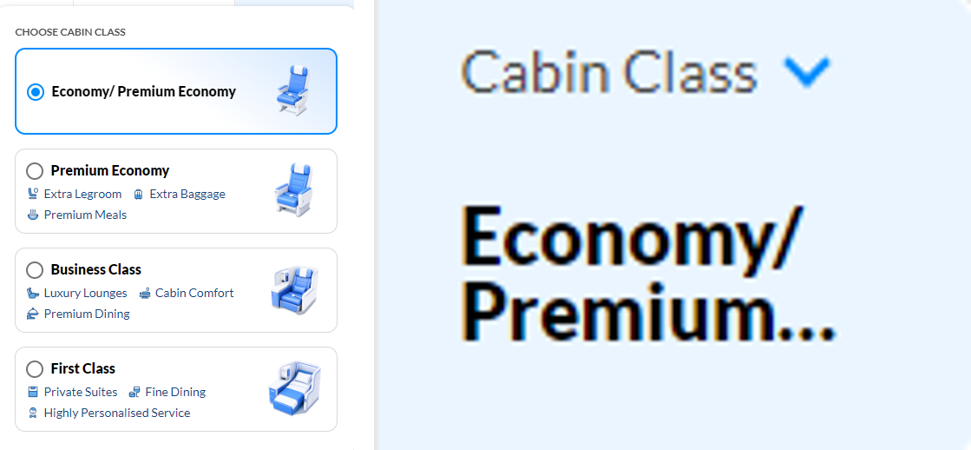 CHOOSE CABIN CLASS
Economy/ Premium Economy
Premium Economy
Extra Legroom Extra Baggage
Premium Meals
Business Class
Luxury Lounges Cabin Comfort
Premium Dining
First Class
Private Suites Fine Dining
Highly Personalised Service
Cabin Class
Economy/
Premium...